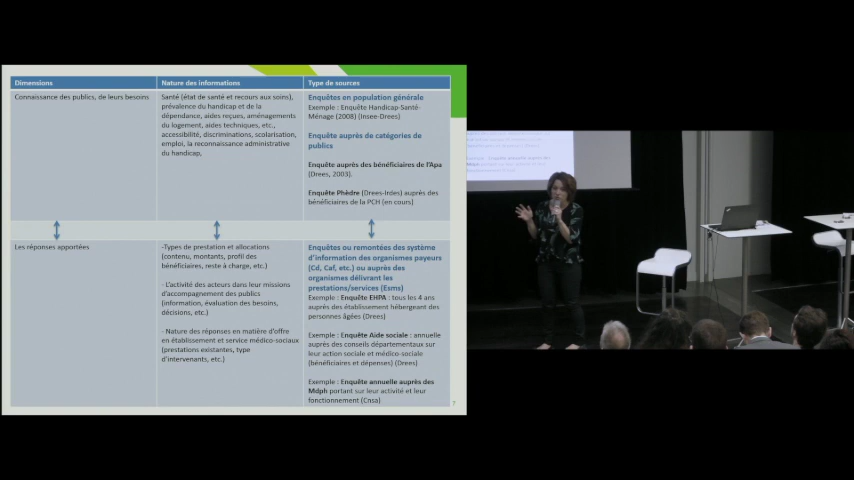 Dimensions
Nature des informations
Type de sources
Connaissance des publics, de leurs besoins
Santé (état de santé et recours aux soins),
prévalence du handicap et de la
dépendance, aides reçues, aménagements
du logement, aides techniques, etc.,
accessibilité, discriminations, scolarisation,
emploi, la reconnaissance administrative
du handicap,
Enquêtes en population générale
Exemple : Enquête Handicap-Santé-
Ménage (2008) (Insee-Drees)
Enquête auprès de catégories de
publics
Enquête auprès des bénéficiaires de l'Apa
(Drees, 2003).
Enquête Phèdre (Drees-Irdes) auprès des
bénéficiaires de la PCH (en cours)
Les réponses apportées
-Types de prestation et allocations
(contenu, montants, profil des
bénéficiaires, reste à charge, etc.)
- L'activité des acteurs dans leur missions
d'accompagnement des publics
(information, évaluation des besoins,
décisions, etc.)
- Nature des réponses en matière d'offre
en établissement et service médico-sociaux
(prestations existantes, type
d'intervenants, etc.)
Enquêtes ou remontées des système
d'information des organismes payeurs
(Cd, Caf, etc.) ou auprès des
organismes délivrant les
prestations/services (Esms)
Exemple : Enquête EHPA : tous les 4 ans
auprès des établissement hébergeant des
personnes âgées (Drees)
Exemple : Enquête Aide sociale : annuelle
auprès des conseils départementaux sur
leur action sociale et médico-sociale
(bénéficiaires et dépenses) (Drees)
Exemple : Enquête annuelle auprès des
Mdph portant sur leur activité et leur
fonctionnement (Cnsa)
7